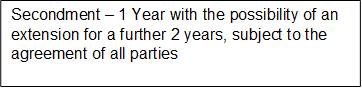 Secondment – 1 Year with the possibility of an
extension for a further 2 years, subject to the
agreement of all parties